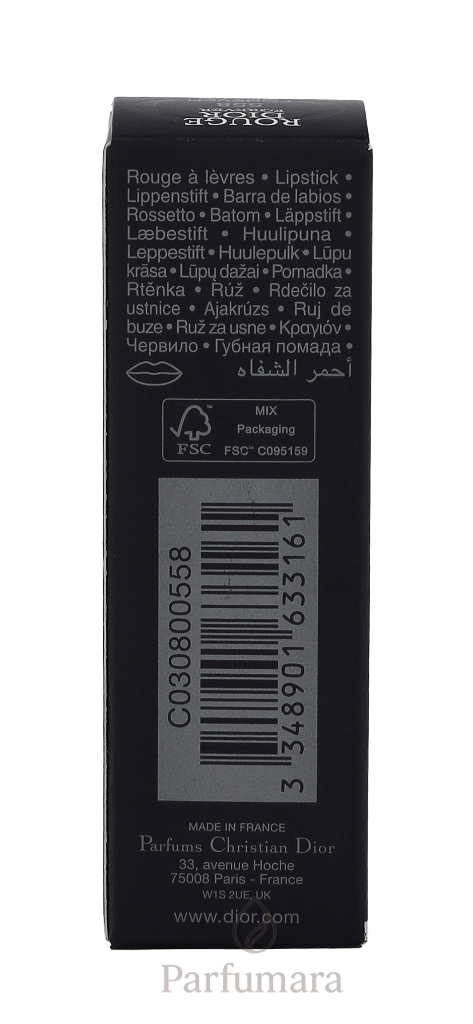 ROUGE
DIOR
FOREVER
558
Rouge à lèvres • Lipstick •
Lippenstift • Barra de labios •
Rossetto • Batom • Läppstift •
Læbestift • Huulipuna •
Leppestift • Huulepulk • Lūpu
krāsa • Lūpų dažai • Pomadka •
Rtěnka • Rúž • Rdečilo za
ustnice • Ajakrúzs • Ruj de
buze • Ruž za usne • Κραγιόν •
Червило • Губная помада •
أحمر الشفاه
MIX
Packaging
FSC™ C095159
FSC
C030800558
3 348901 633161
MADE IN FRANCE
Parfums Christian Dior
33, avenue Hoche
75008 Paris - France
W1S 2UE, UK
www.dior.com
Parfumara